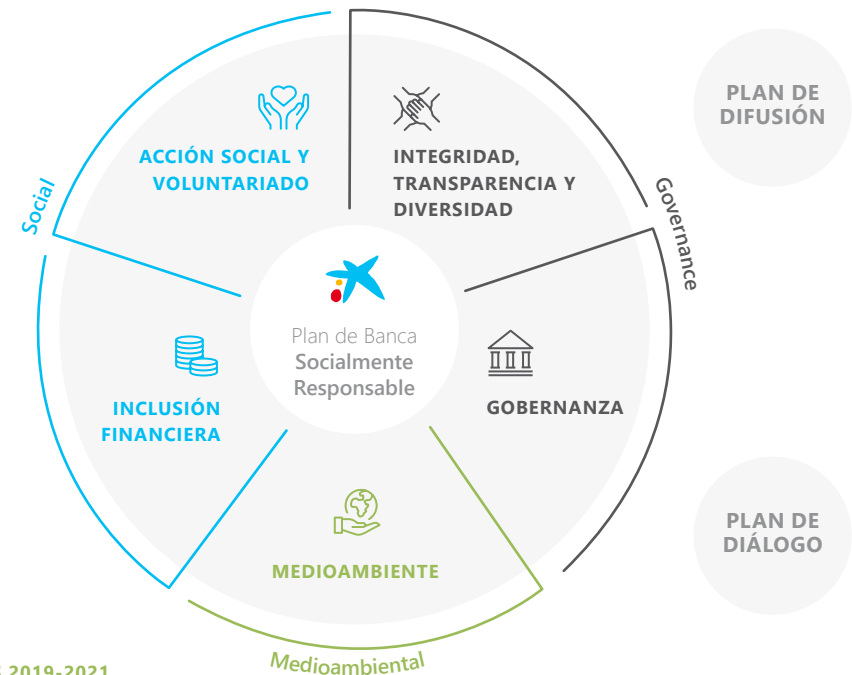 ACCIÓN SOCIAL Y
VOLUNTARIADO
INTEGRIDAD,
TRANSPARENCIA Y
DIVERSIDAD
PLAN DE
DIFUSIÓN
Social
Governance
Plan de Banca
Socialmente
Responsable
INCLUSIÓN
FINANCIERA
GOBERNANZA
MEDIOAMBIENTE
PLAN DE
DIÁLOGO
Medioambiental
2019-2021